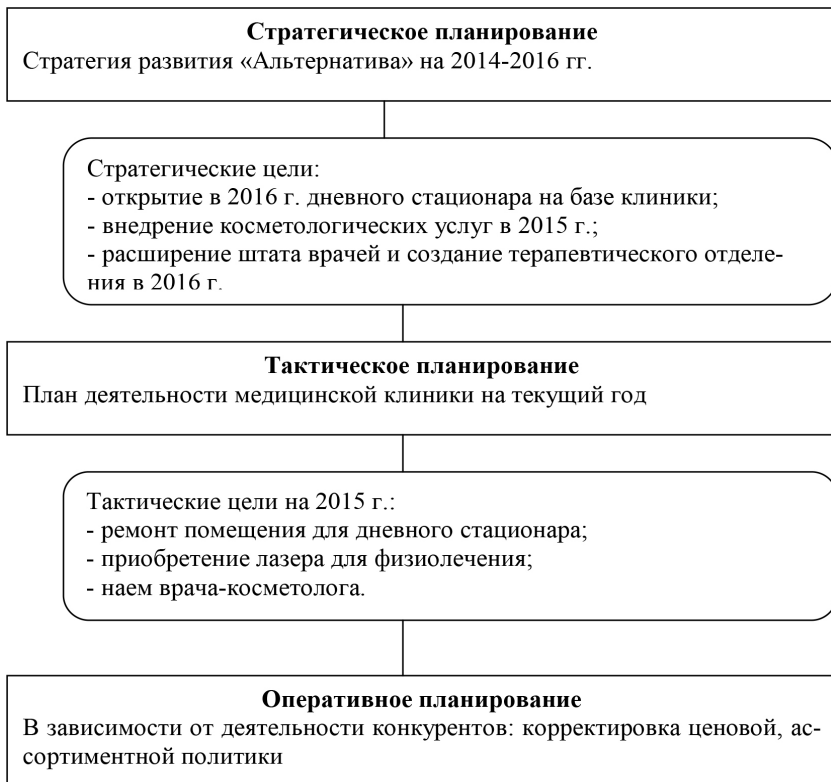 Стратегическое планирование
Стратегия развития «Альтернатива» на 2014-2016 гг.
Стратегические цели:
- открытие в 2016 г. дневного стационара на базе клиники;
- внедрение косметологических услуг в 2015 г.;
- расширение штата врачей и создание терапевтического отделе-
ния в 2016 г.
Тактическое планирование
План деятельности медицинской клиники на текущий год
Тактические цели на 2015 г.:
- ремонт помещения для дневного стационара;
- приобретение лазера для физиолечения;
- наем врача-косметолога.
Оперативное планирование
В зависимости от деятельности конкурентов: корректировка ценовой, ас-
сортиментной политики